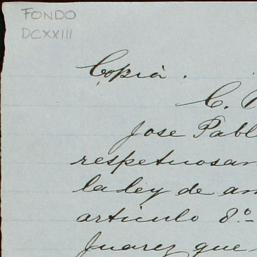 FONDO
DCXXIII
Copia.
C.
Jose Pabl
respetuosam
la ley de am
articulo 8.º
Juarez que